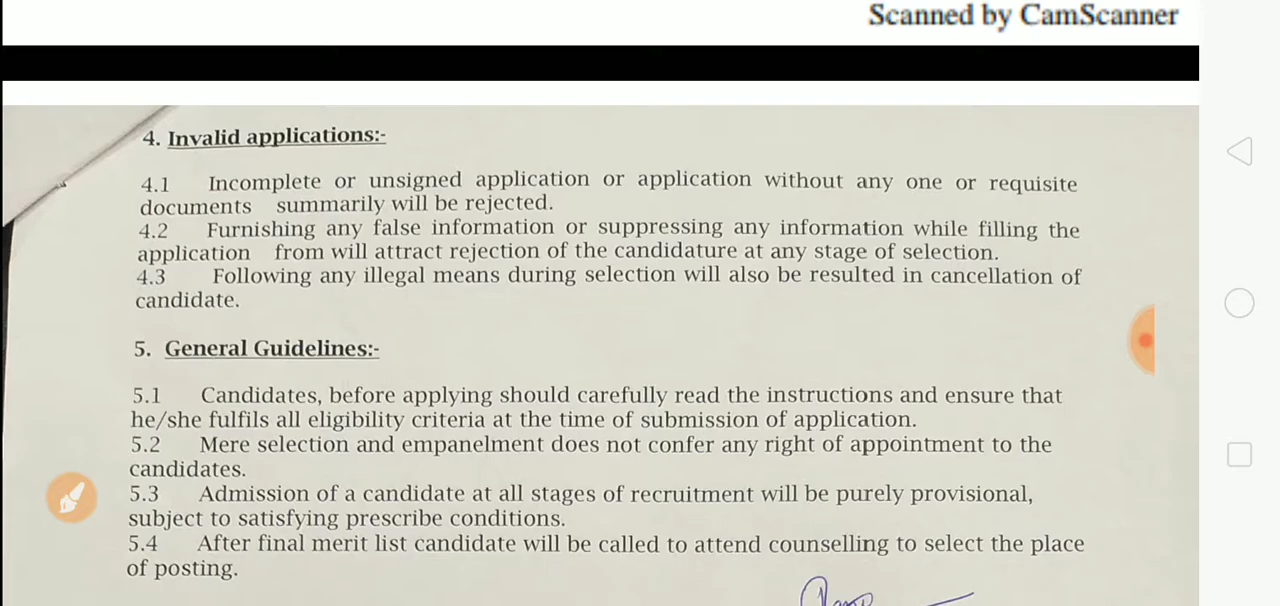 Scanned by CamScanner
4. Invalid applications:-
4.1 Incomplete or unsigned application or application without any one or requisite
documents summarily will be rejected.
4.2 Furnishing any false information or suppressing any information while filling the
application from will attract rejection of the candidature at any stage of selection.
4.3 Following any illegal means during selection will also be resulted in cancellation of
candidate.
5. General Guidelines:-
5.1 Candidates, before applying should carefully read the instructions and ensure that
he/she fulfils all eligibility criteria at the time of submission of application.
5.2 Mere selection and empanelment does not confer any right of appointment to the
candidates.
5.3 Admission of a candidate at all stages of recruitment will be purely provisional,
subject to satisfying prescribe conditions.
5.4 After final merit list candidate will be called to attend counselling to select the place
of posting.